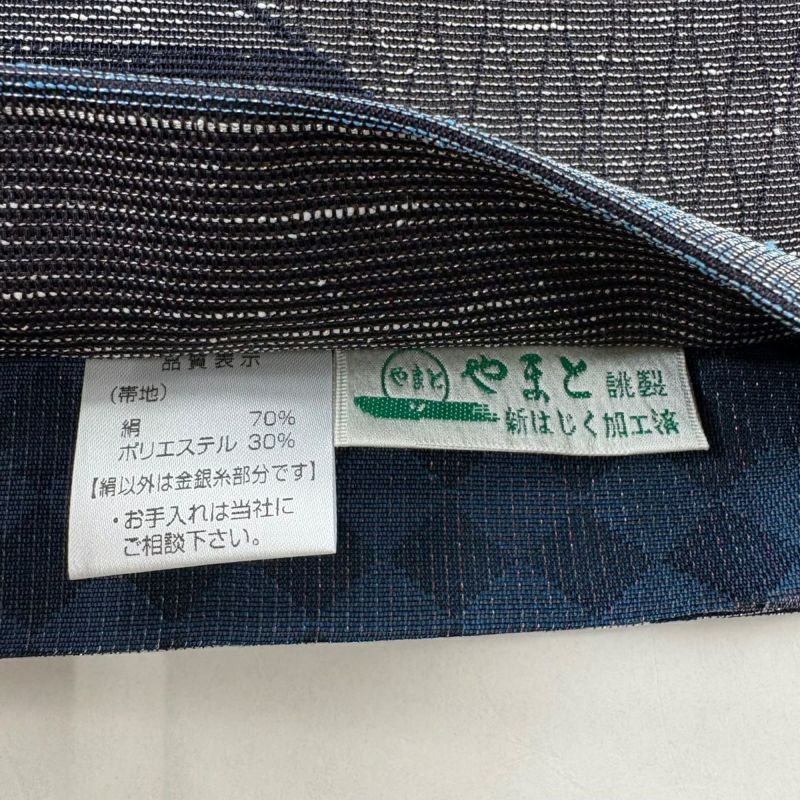 品質表示
(帯地)
絹 70%
ポリエステル 30%
【絹以外は金銀糸部分です】
・お手入れは当社に
ご相談下さい。
やまと やまと 誂製
新はじく加工済